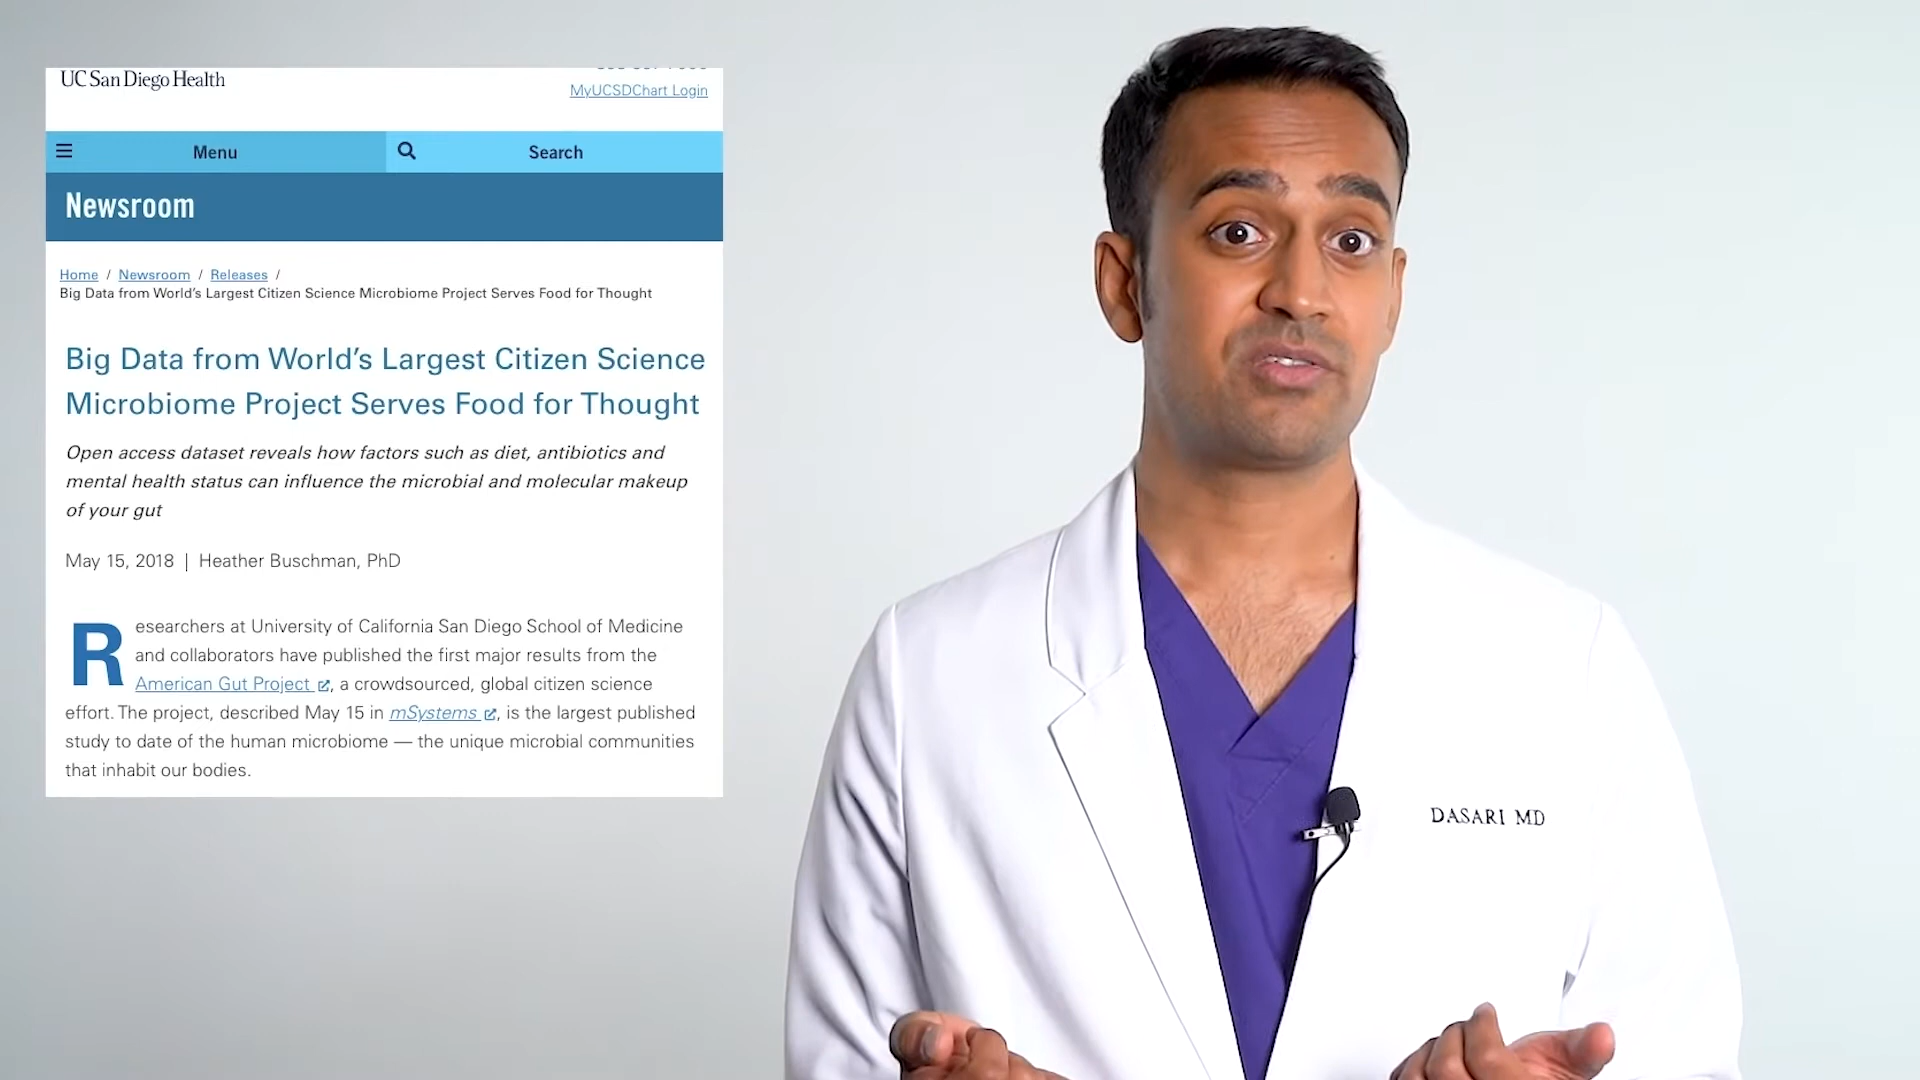 UC San Diego Health
MyUCSDChart Login
Menu
Search
Newsroom
Home / Newsroom / Releases /
Big Data from World’s Largest Citizen Science Microbiome Project Serves Food for Thought
Big Data from World’s Largest Citizen Science
Microbiome Project Serves Food for Thought
Open access dataset reveals how factors such as diet, antibiotics and
mental health status can influence the microbial and molecular makeup
of your gut
May 15, 2018 | Heather Buschman, PhD
Researchers at University of California San Diego School of Medicine
and collaborators have published the first major results from the
American Gut Project , a crowdsourced, global citizen science
effort. The project, described May 15 in mSystems , is the largest published
study to date of the human microbiome — the unique microbial communities
that inhabit our bodies.
DASARI MD